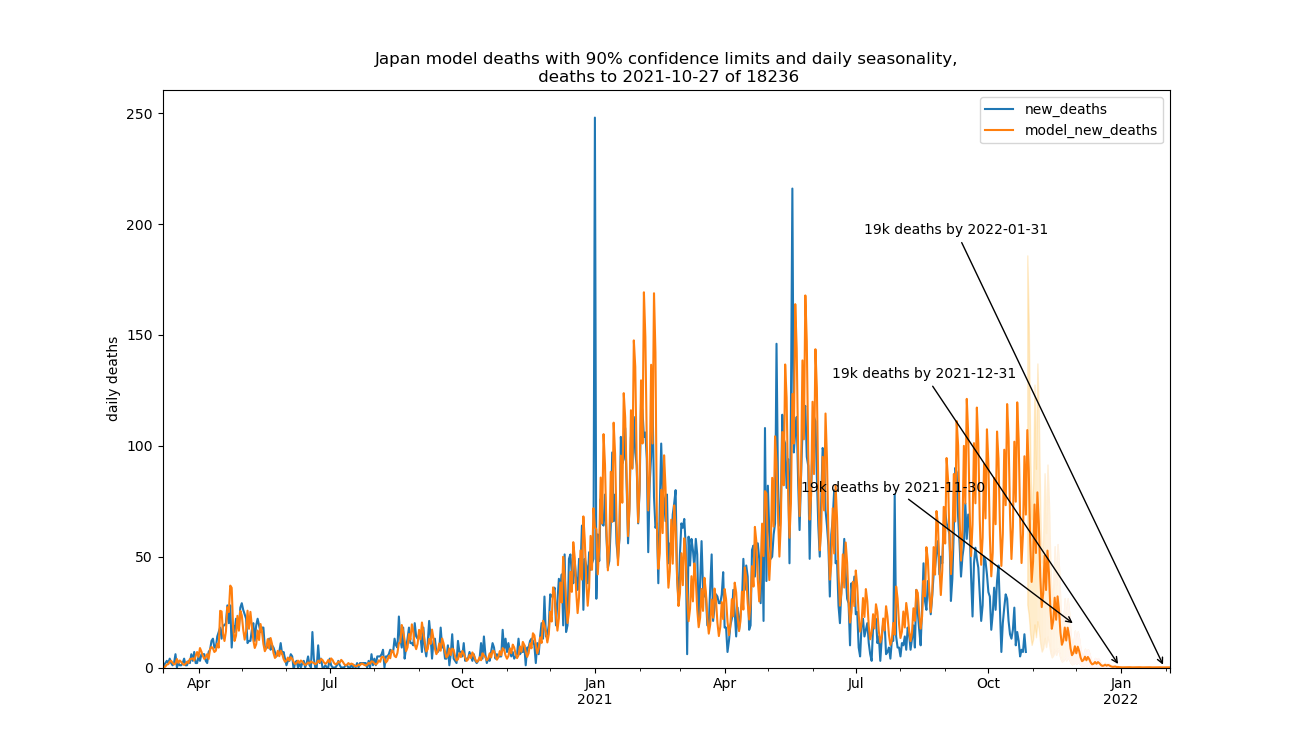 Japan model deaths with 90% confidence limits and daily seasonality,
deaths to 2021-10-27 of 18236
new_deaths
model_new_deaths
250
200
150
100
50
0
daily deaths
19k deaths by 2022-01-31
19k deaths by 2021-12-31
19k deaths by 2021-11-30
Apr
Jul
Oct
Jan
2021
Apr
Jul
Oct
Jan
2022